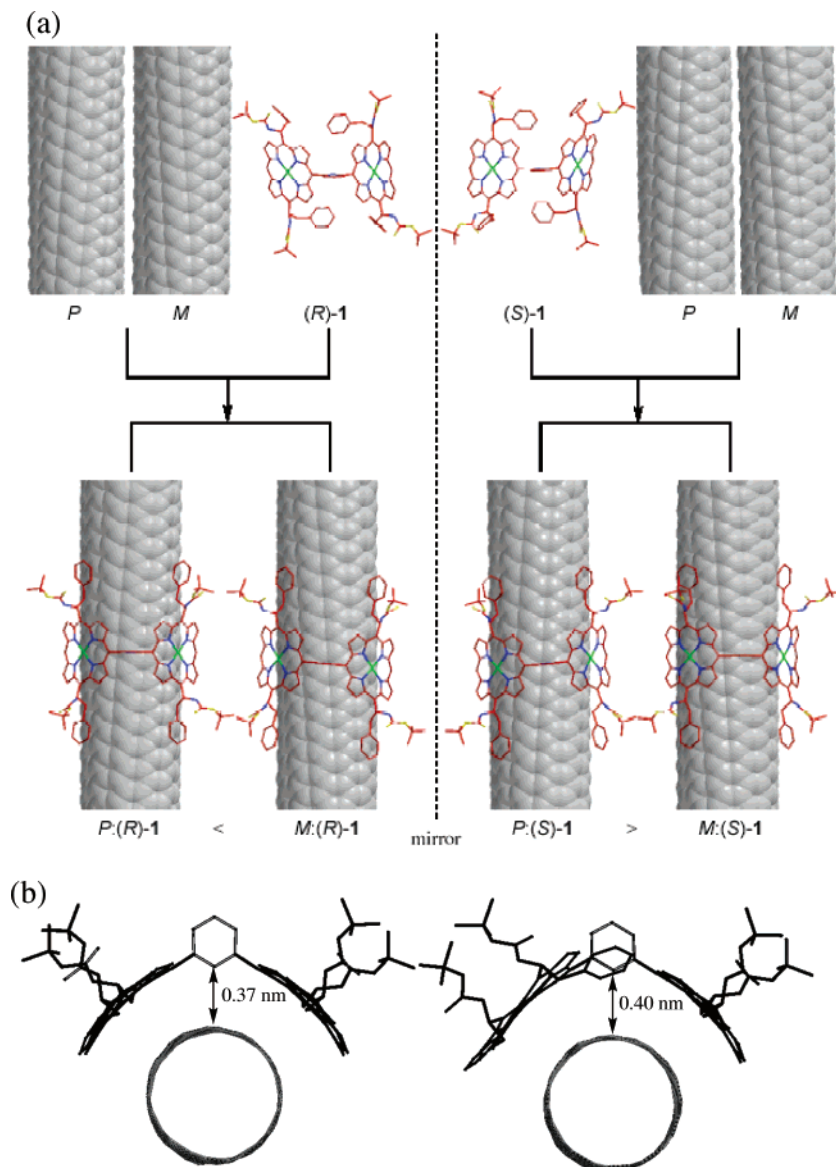 (a)
P M (R)-1 (S)-1 P M
P:(R)-1 < M:(R)-1 mirror P:(S)-1 > M:(S)-1
(b)
0.37 nm 0.40 nm